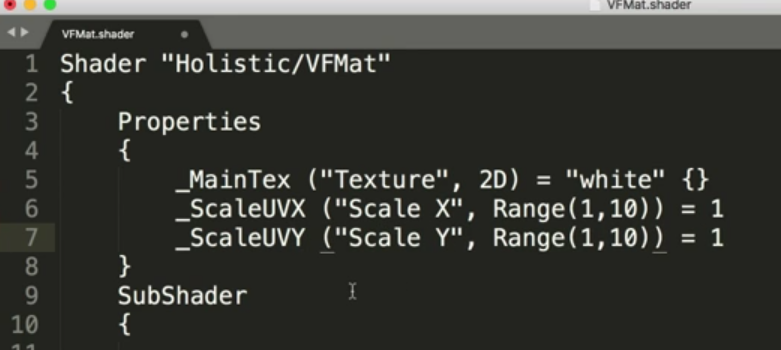 VFMat.shader
VFMat.shader
1 Shader "Holistic/VFMat"
2 {
3 Properties
4 {
5 _MainTex ("Texture", 2D) = "white" {}
6 _ScaleUVX ("Scale X", Range(1,10)) = 1
7 _ScaleUVY ("Scale Y", Range(1,10)) = 1
8 }
9 SubShader
10 {
11